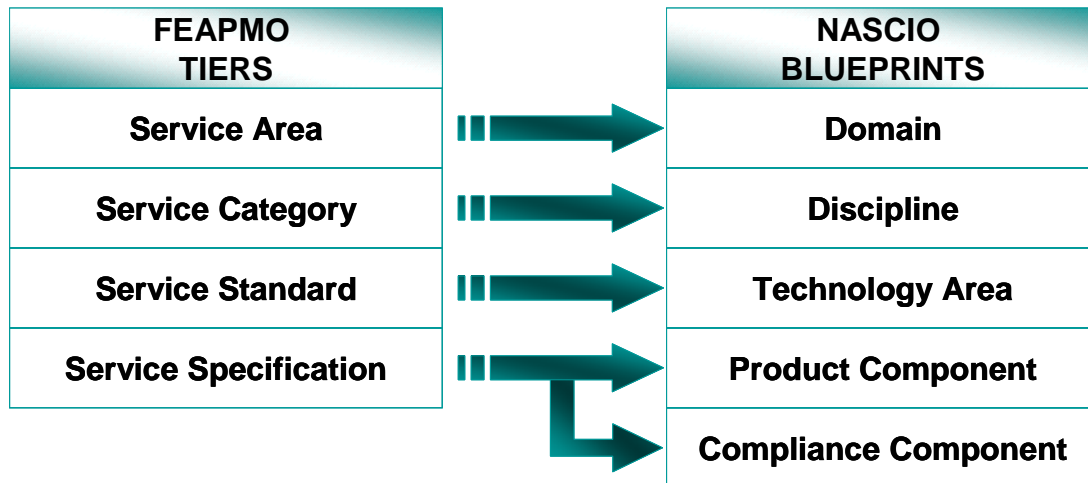 FEAPMO
TIERS
NASCIO
BLUEPRINTS
Service Area
Domain
Service Category
Discipline
Service Standard
Technology Area
Service Specification
Product Component
Compliance Component